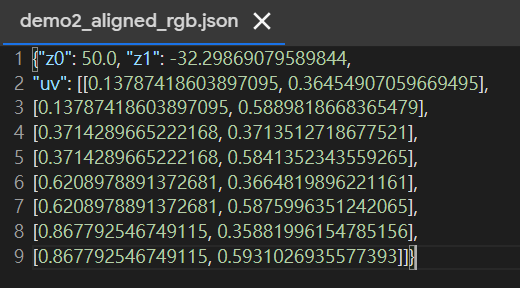 demo2_aligned_rgb.json ×
1 {"z0": 50.0, "z1": -32.29869079589844,
2 "uv": [[0.13787418603897095, 0.36454907059669495],
3 [0.13787418603897095, 0.5889818668365479],
4 [0.3714289665222168, 0.3713512718677521],
5 [0.3714289665222168, 0.5841352343559265],
6 [0.6208978891372681, 0.3664819896221161],
7 [0.6208978891372681, 0.5875996351242065],
8 [0.867792546749115, 0.35881996154785156],
9 [0.867792546749115, 0.5931026935577393]]}